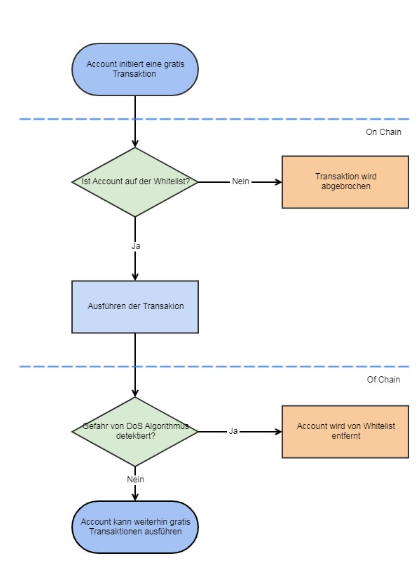 Account initiiert eine gratis
Transaktion
On Chain
Ist Account auf der Whitelist?
Nein
Transaktion wird
abgebrochen
Ja
Ausführen der Transakion
Of Chain
Gefahr von DoS Algorithmus
detektiert?
Ja
Account wird von Whitelist
entfernt
Nein
Account kann weiterhin gratis
Transaktionen ausführen